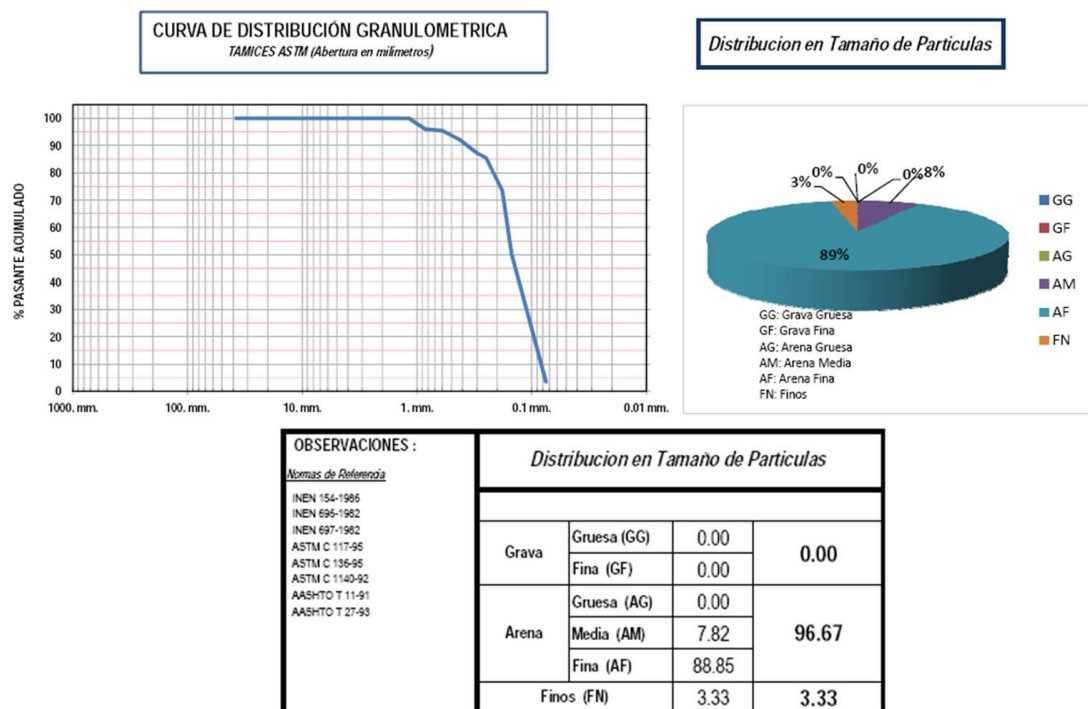 CURVA DE DISTRIBUCIÓN GRANULOMETRICA
TAMICES ASTM (Abertura en milimetros)
% PASANTE ACUMULADO
100
90
80
70
60
50
40
30
20
10
0
1000. mm.
100. mm.
10. mm.
1. mm.
0.1 mm.
0.01 mm.
Distribucion en Tamaño de Particulas
3%
0%
0%
0%
8%
89%
GG
GF
AG
AM
AF
FN
GG: Grava Gruesa
GF: Grava Fina
AG: Arena Gruesa
AM: Arena Media
AF: Arena Fina
FN: Finos
OBSERVACIONES :
Normas de Referencia
INEN 154-1986
INEN 696-1982
INEN 697-1982
ASTM C 117-95
ASTM C 136-95
ASTM C 1140-92
AASHTO T 11-91
AASHTO T 27-93
Distribucion en Tamaño de Particulas
Grava
Gruesa (GG) 0.00
0.00
Fina (GF) 0.00
Arena
Gruesa (AG) 0.00
Media (AM) 7.82
96.67
Fina (AF) 88.85
Finos (FN) 3.33 3.33